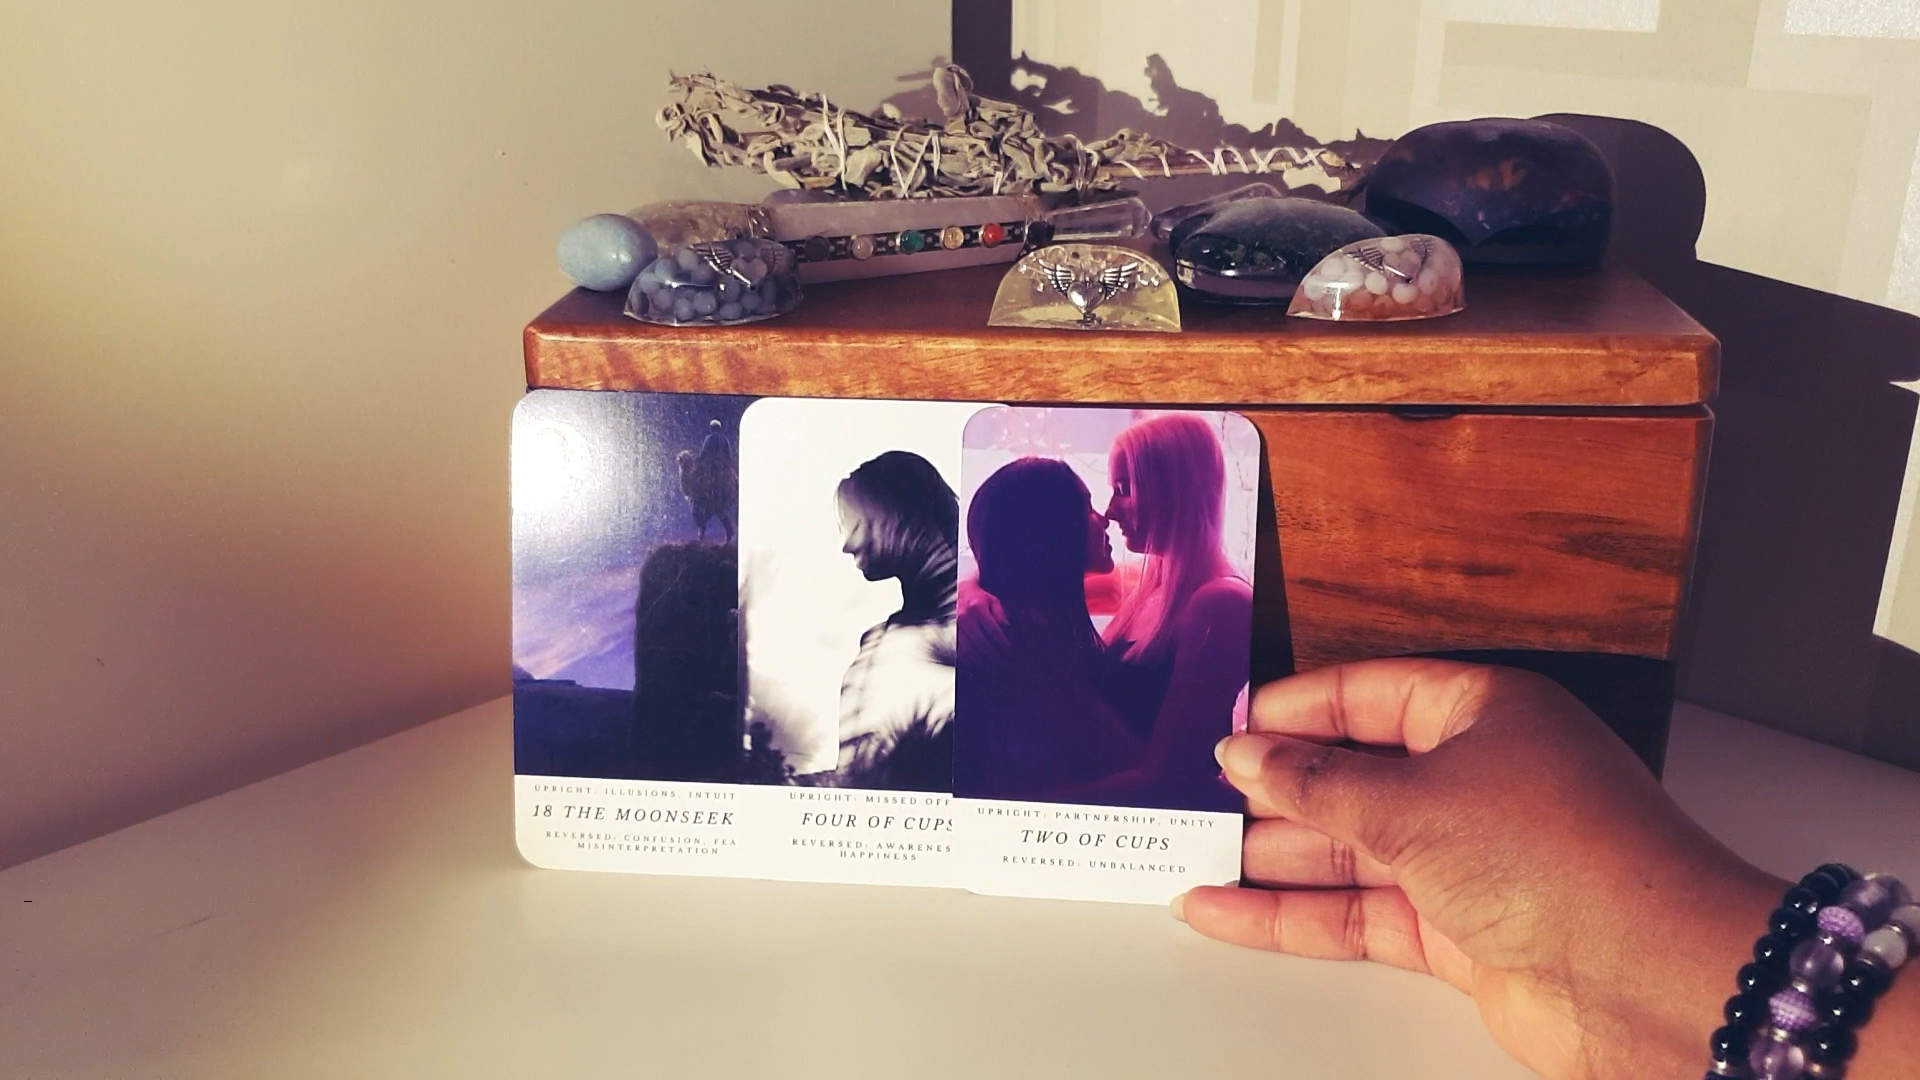 UPRIGHT: ILLUSIONS, INTUIT
18 THE MOONSEEK
REVERSED: CONFUSION, FEA
MISINTERPRETATION
UPRIGHT: MISSED OFF
FOUR OF CUPS
REVERSED: AWARENES
HAPPINESS
UPRIGHT: PARTNERSHIP, UNITY
TWO OF CUPS
REVERSED: UNBALANCED